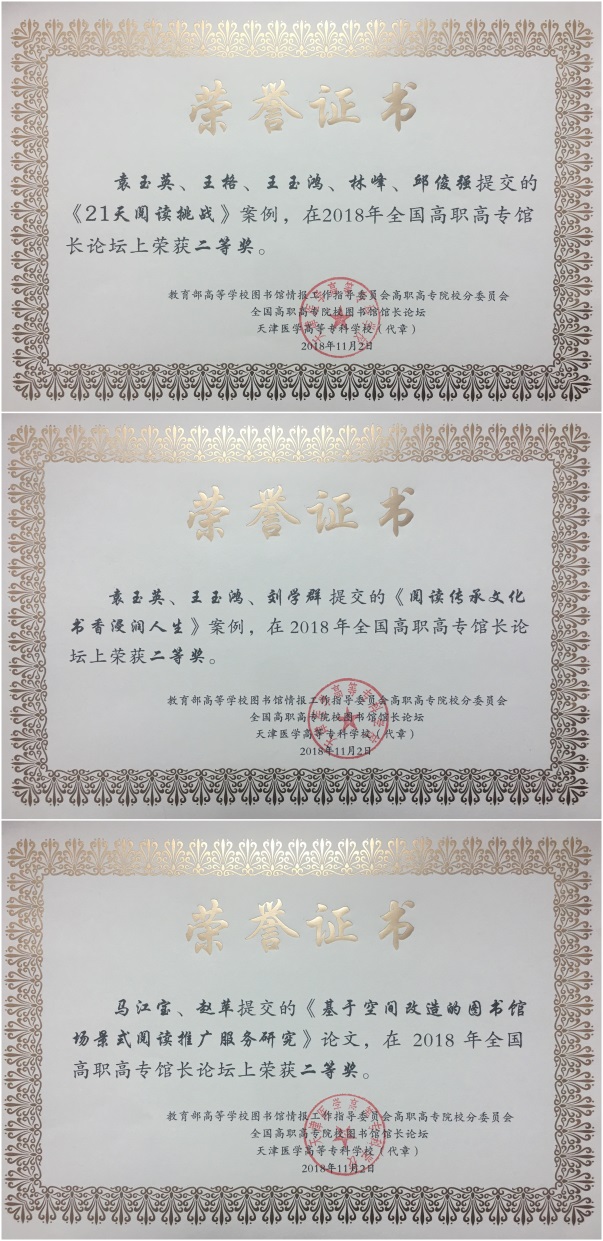 荣誉证书
袁玉英、王格、王玉鸿、林峰、邱俊强提交的
《21天阅读挑战》案例，在2018年全国高职高专馆
长论坛上荣获二等奖。
教育部高等学校图书馆情报工作指导委员会高职高专院校分委员会
全国高职高专院校图书馆馆长论坛
天津医学高等专科学校（代章）
2018年11月2日
荣誉证书
袁玉英、王玉鸿、刘学群提交的《阅读传承文化
书香浸润人生》案例，在2018年全国高职高专馆长论
坛上荣获二等奖。
教育部高等学校图书馆情报工作指导委员会高职高专院校分委员会
全国高职高专院校图书馆馆长论坛
天津医学高等专科学校（代章）
2018年11月2日
荣誉证书
马江宝、赵苹提交的《基于空间改造的图书馆
场景式阅读推广服务研究》论文，在 2018 年全国
高职高专馆长论坛上荣获二等奖。
教育部高等学校图书馆情报工作指导委员会高职高专院校分委员会
全国高职高专院校图书馆馆长论坛
天津医学高等专科学校（代章）
2018年11月2日